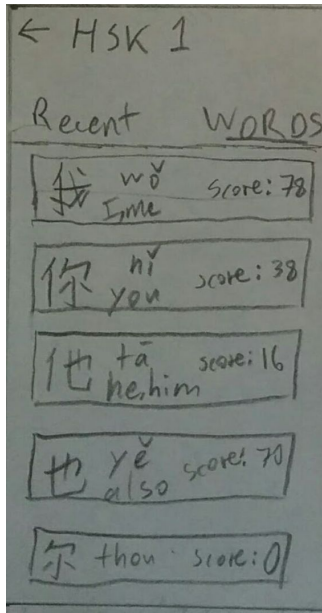 ← HSK 1
Recent WORDS
我 wǒ score: 78
I, me
你 nǐ score: 38
you
他 tā score: 16
he, him
也 yě score: 70
also
尔 thou score: 0